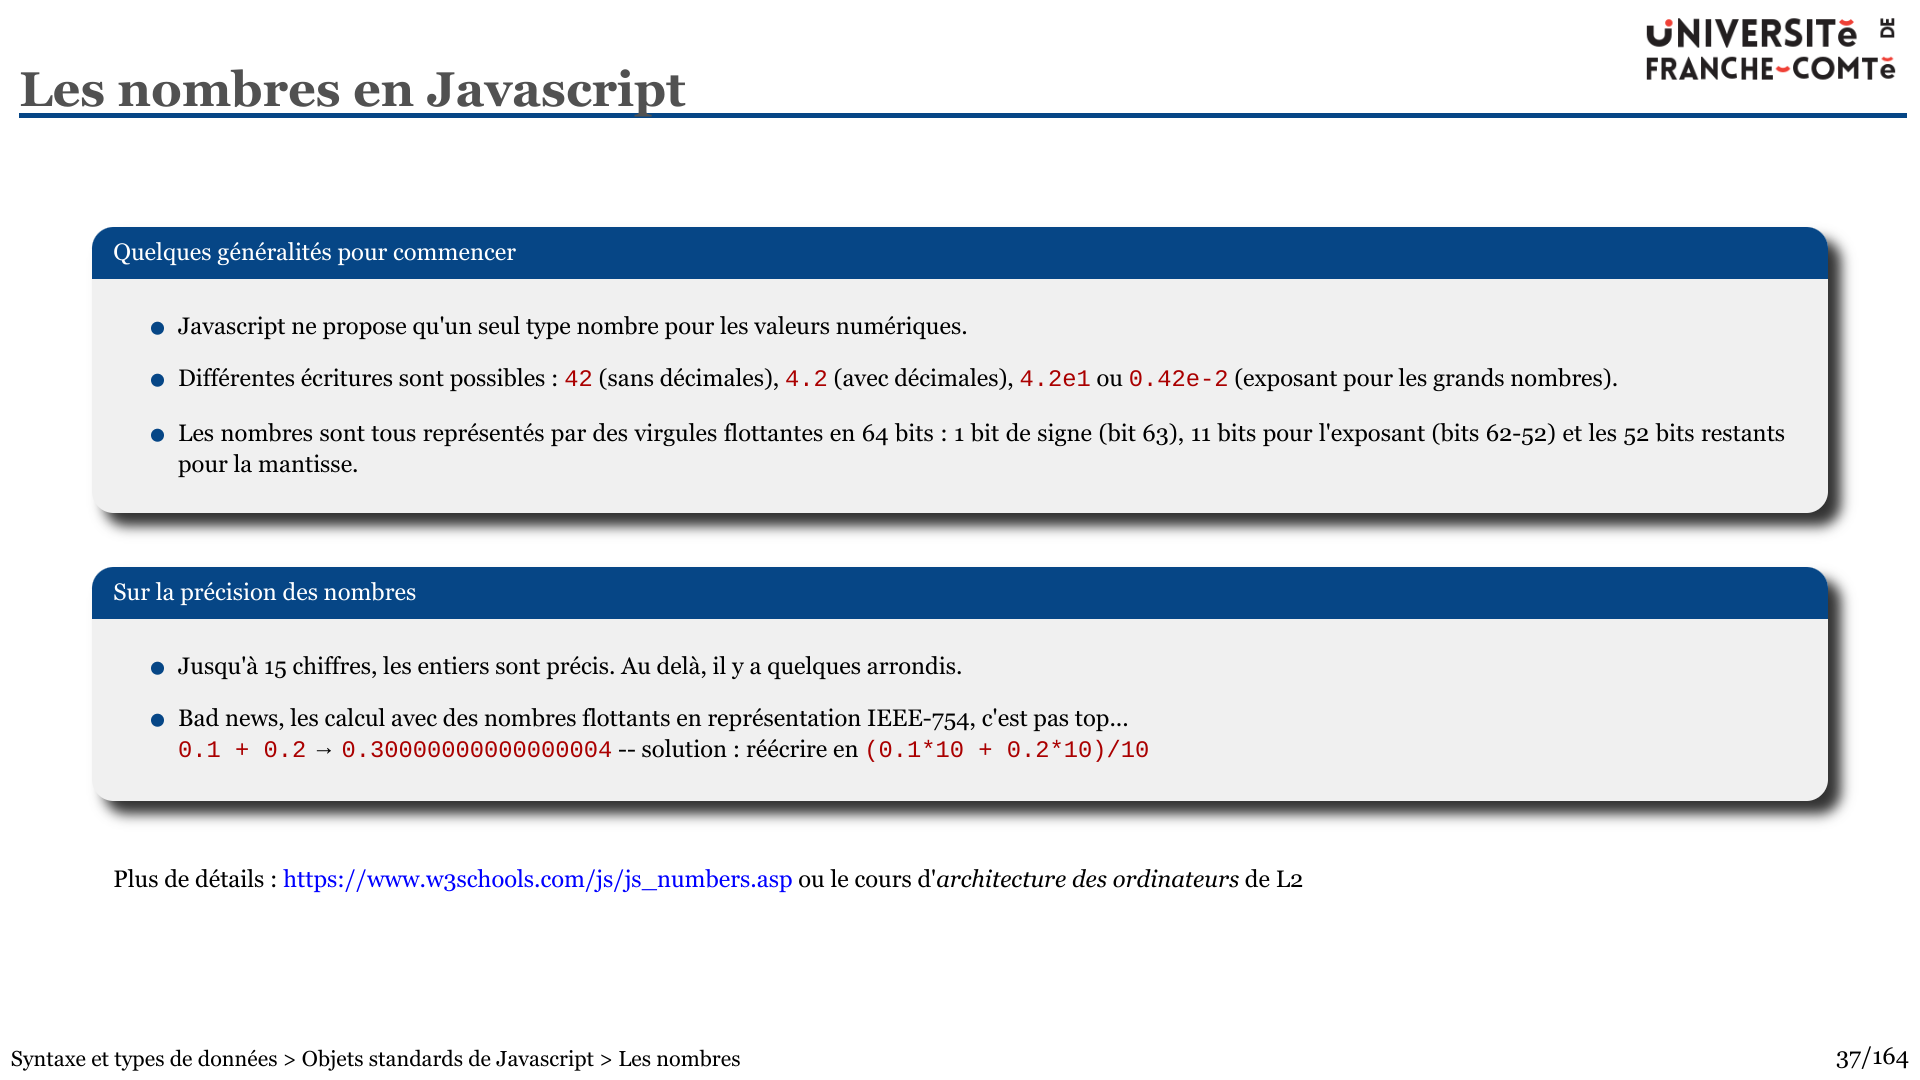 UNIVERSITĕ DE
FRANCHE-COMTĕ
Les nombres en Javascript
Quelques généralités pour commencer
Javascript ne propose qu'un seul type nombre pour les valeurs numériques.
Différentes écritures sont possibles : 42 (sans décimales), 4.2 (avec décimales), 4.2e1 ou 0.42e-2 (exposant pour les grands nombres).
Les nombres sont tous représentés par des virgules flottantes en 64 bits : 1 bit de signe (bit 63), 11 bits pour l'exposant (bits 62-52) et les 52 bits restants
pour la mantisse.
Sur la précision des nombres
Jusqu'à 15 chiffres, les entiers sont précis. Au delà, il y a quelques arrondis.
Bad news, les calcul avec des nombres flottants en représentation IEEE-754, c'est pas top...
0.1 + 0.2 → 0.30000000000000004 -- solution : réécrire en (0.1*10 + 0.2*10)/10
Plus de détails : https://www.w3schools.com/js/js_numbers.asp ou le cours d'architecture des ordinateurs de L2
Syntaxe et types de données > Objets standards de Javascript > Les nombres
37/164